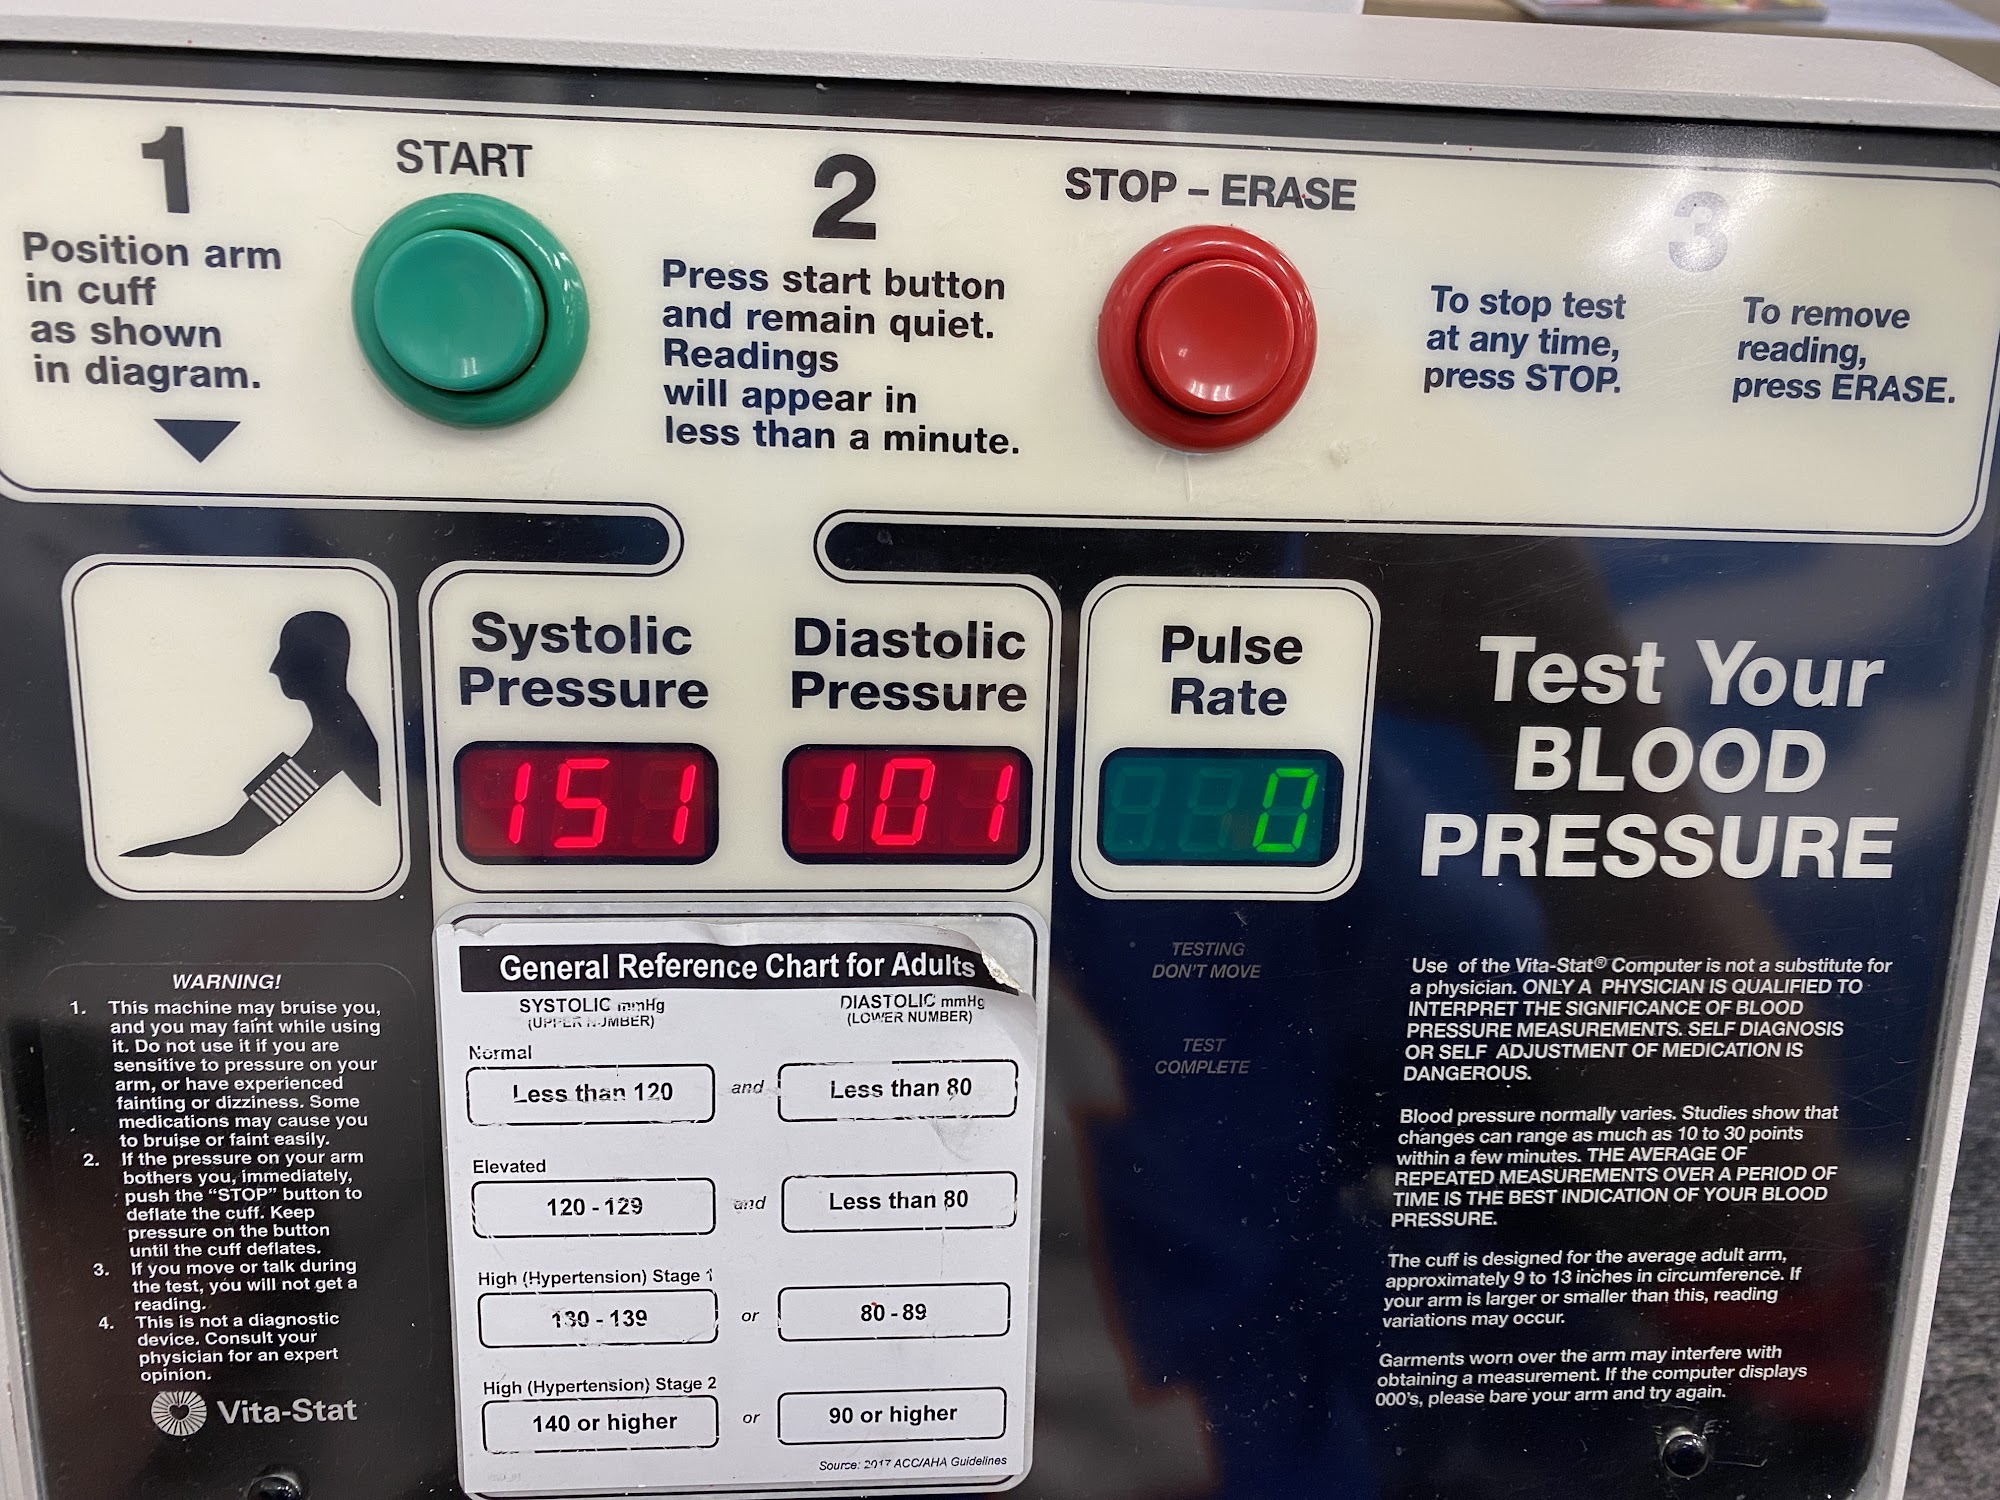 1
Position arm
in cuff
as shown
in diagram.
START
2
Press start button
and remain quiet.
Readings
will appear in
less than a minute.
STOP – ERASE
3
To stop test
at any time,
press STOP.
To remove
reading,
press ERASE.
Systolic
Pressure
151
Diastolic
Pressure
101
Pulse
Rate
0
Test Your
BLOOD
PRESSURE
WARNING!
1. This machine may bruise you,
and you may faint while using
it. Do not use it if you are
sensitive to pressure on your
arm, or have experienced
fainting or dizziness. Some
medications may cause you
to bruise or faint easily.
2. If the pressure on your arm
bothers you, immediately,
push the “STOP” button to
deflate the cuff. Keep
pressure on the button
until the cuff deflates.
3. If you move or talk during
the test, you will not get a
reading.
4. This is not a diagnostic
device. Consult your
physician for an expert
opinion.
Vita-Stat
General Reference Chart for Adults
SYSTOLIC mmHg
(UPPER NUMBER)
DIASTOLIC mmHg
(LOWER NUMBER)
Normal
Less than 120 and Less than 80
Elevated
120 - 129 and Less than 80
High (Hypertension) Stage 1
130 - 139 or 80 - 89
High (Hypertension) Stage 2
140 or higher or 90 or higher
Source: 2017 ACC/AHA Guidelines
TESTING
DON'T MOVE
TEST
COMPLETE
Use of the Vita-Stat® Computer is not a substitute for
a physician. ONLY A PHYSICIAN IS QUALIFIED TO
INTERPRET THE SIGNIFICANCE OF BLOOD
PRESSURE MEASUREMENTS. SELF DIAGNOSIS
OR SELF ADJUSTMENT OF MEDICATION IS
DANGEROUS.
Blood pressure normally varies. Studies show that
changes can range as much as 10 to 30 points
within a few minutes. THE AVERAGE OF
REPEATED MEASUREMENTS OVER A PERIOD OF
TIME IS THE BEST INDICATION OF YOUR BLOOD
PRESSURE.
The cuff is designed for the average adult arm,
approximately 9 to 13 inches in circumference. If
your arm is larger or smaller than this, reading
variations may occur.
Garments worn over the arm may interfere with
obtaining a measurement. If the computer displays
000's, please bare your arm and try again.